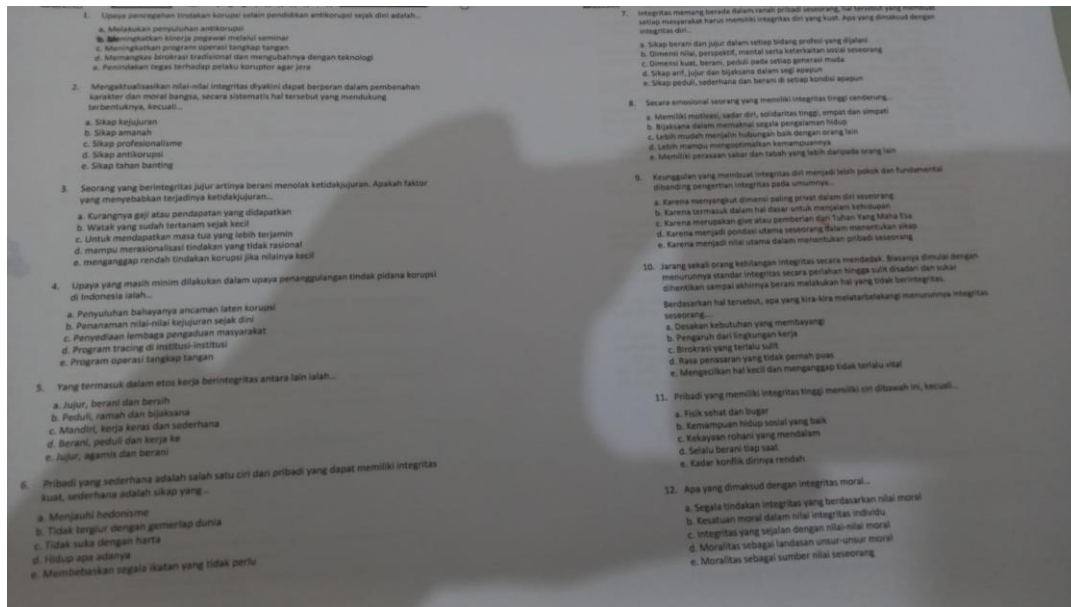 1. Upaya pencegahan tindakan korupsi selain pendidikan antikorupsi sejak dini adalah...
a. Melakukan penyuluhan antikorupsi
b. Meningkatkan kinerja pegawai melalui seminar
c. Meningkatkan program operasi tangkap tangan
d. Memangkas birokrasi tradisional dan mengubahnya dengan teknologi
e. Penindakan tegas terhadap pelaku koruptor agar jera
2. Mengaktualisasikan nilai-nilai integritas diyakini dapat berperan dalam pembenahan
karakter dan moral bangsa, secara sistematis hal tersebut yang mendukung
terbentuknya, kecuali...
a. Sikap kejujuran
b. Sikap amanah
c. Sikap profesionalisme
d. Sikap antikorupsi
e. Sikap tahan banting
3. Seorang yang berintegritas jujur artinya berani menolak ketidakjujuran. Apakah faktor
yang menyebabkan terjadinya ketidakjujuran...
a. Kurangnya gaji atau pendapatan yang didapatkan
b. Watak yang sudah tertanam sejak kecil
c. Untuk mendapatkan masa tua yang lebih terjamin
d. mampu merasionalisasi tindakan yang tidak rasional
e. menganggap rendah tindakan korupsi jika nilainya kecil
4. Upaya yang masih minim dilakukan dalam upaya penanggulangan tindak pidana korupsi
di Indonesia ialah...
a. Penyuluhan bahayanya ancaman laten korupsi
b. Penanaman nilai-nilai kejujuran sejak dini
c. Penyediaan lembaga pengaduan masyarakat
d. Program tracing di institusi-institusi
e. Program operasi tangkap tangan
5. Yang termasuk dalam etos kerja berintegritas antara lain ialah...
a. Jujur, berani dan bersih
b. Peduli, ramah dan bijaksana
c. Mandiri, kerja keras dan sederhana
d. Berani, peduli dan kerja ke
e. Jujur, agamis dan berani
6. Pribadi yang sederhana adalah salah satu ciri dari pribadi yang dapat memiliki integritas
kuat, sederhana adalah sikap yang...
a. Menjauhi hedonisme
b. Tidak tergiur dengan gemerlap dunia
c. Tidak suka dengan harta
d. Hidup apa adanya
e. Membebaskan segala ikatan yang tidak perlu
7. Integritas memang berada dalam ranah pribadi seseorang, hal tersebut yang membuat
setiap masyarakat harus memiliki integritas diri yang kuat. Apa yang dimaksud dengan
integritas diri...
a. Sikap berani dan jujur dalam setiap bidang profesi yang dijalani
b. Dimensi nilai, perspektif, mental serta keterkaitan sosial seseorang
c. Dimensi kuat, berani, peduli pada setiap generasi muda
d. Sikap arif, jujur dan bijaksana dalam segi apapun
e. Sikap peduli, sederhana dan berani di setiap kondisi apapun
8. Secara emosional seorang yang memiliki integritas tinggi cenderung...
a. Memiliki motivasi, sadar diri, solidaritas tinggi, empati dan simpati
b. Bijaksana dalam memaknai segala pengalaman hidup
c. Lebih mudah menjalin hubungan baik dengan orang lain
d. Lebih mampu mengoptimalkan kemampuannya
e. Memiliki perasaan sabar dan tabah yang lebih daripada orang lain
9. Keunggulan yang membuat integritas diri menjadi lebih pokok dan fundamental
dibanding pengertian integritas pada umumnya...
a. Karena menyangkut dimensi paling privat dalam diri seseorang
b. Karena termasuk dalam hal dasar untuk menjalani kehidupan
c. Karena merupakan give atau pemberian dari Tuhan Yang Maha Esa
d. Karena menjadi pondasi utama seseorang dalam menentukan sikap
e. Karena menjadi nilai utama dalam menentukan pribadi seseorang
10. Jarang sekali orang kehilangan integritas secara mendadak. Biasanya dimulai dengan
menurunnya standar integritas secara perlahan hingga sulit disadari dan sukar
dihentikan sampai akhirnya berani melakukan hal yang tidak berintegritas.
Berdasarkan hal tersebut, apa yang kira-kira melatarbelakangi menurunnya integritas
seseorang....
a. Desakan kebutuhan yang membayangi
b. Pengaruh dari lingkungan kerja
c. Birokrasi yang terlalu sulit
d. Rasa penasaran yang tidak pernah puas
e. Mengecilkan hal kecil dan menganggap tidak terlalu vital
11. Pribadi yang memiliki integritas tinggi memiliki ciri dibawah ini, kecuali...
a. Fisik sehat dan bugar
b. Kemampuan hidup sosial yang baik
c. Kekayaan rohani yang mendalam
d. Selalu berani tiap saat
e. Kadar konflik dirinya rendah
12. Apa yang dimaksud dengan integritas moral...
a. Segala tindakan integritas yang berdasarkan nilai moral
b. Kesatuan moral dalam nilai integritas individu
c. Integritas yang sejalan dengan nilai-nilai moral
d. Moralitas sebagai landasan unsur-unsur moral
e. Moralitas sebagai sumber nilai seseorang